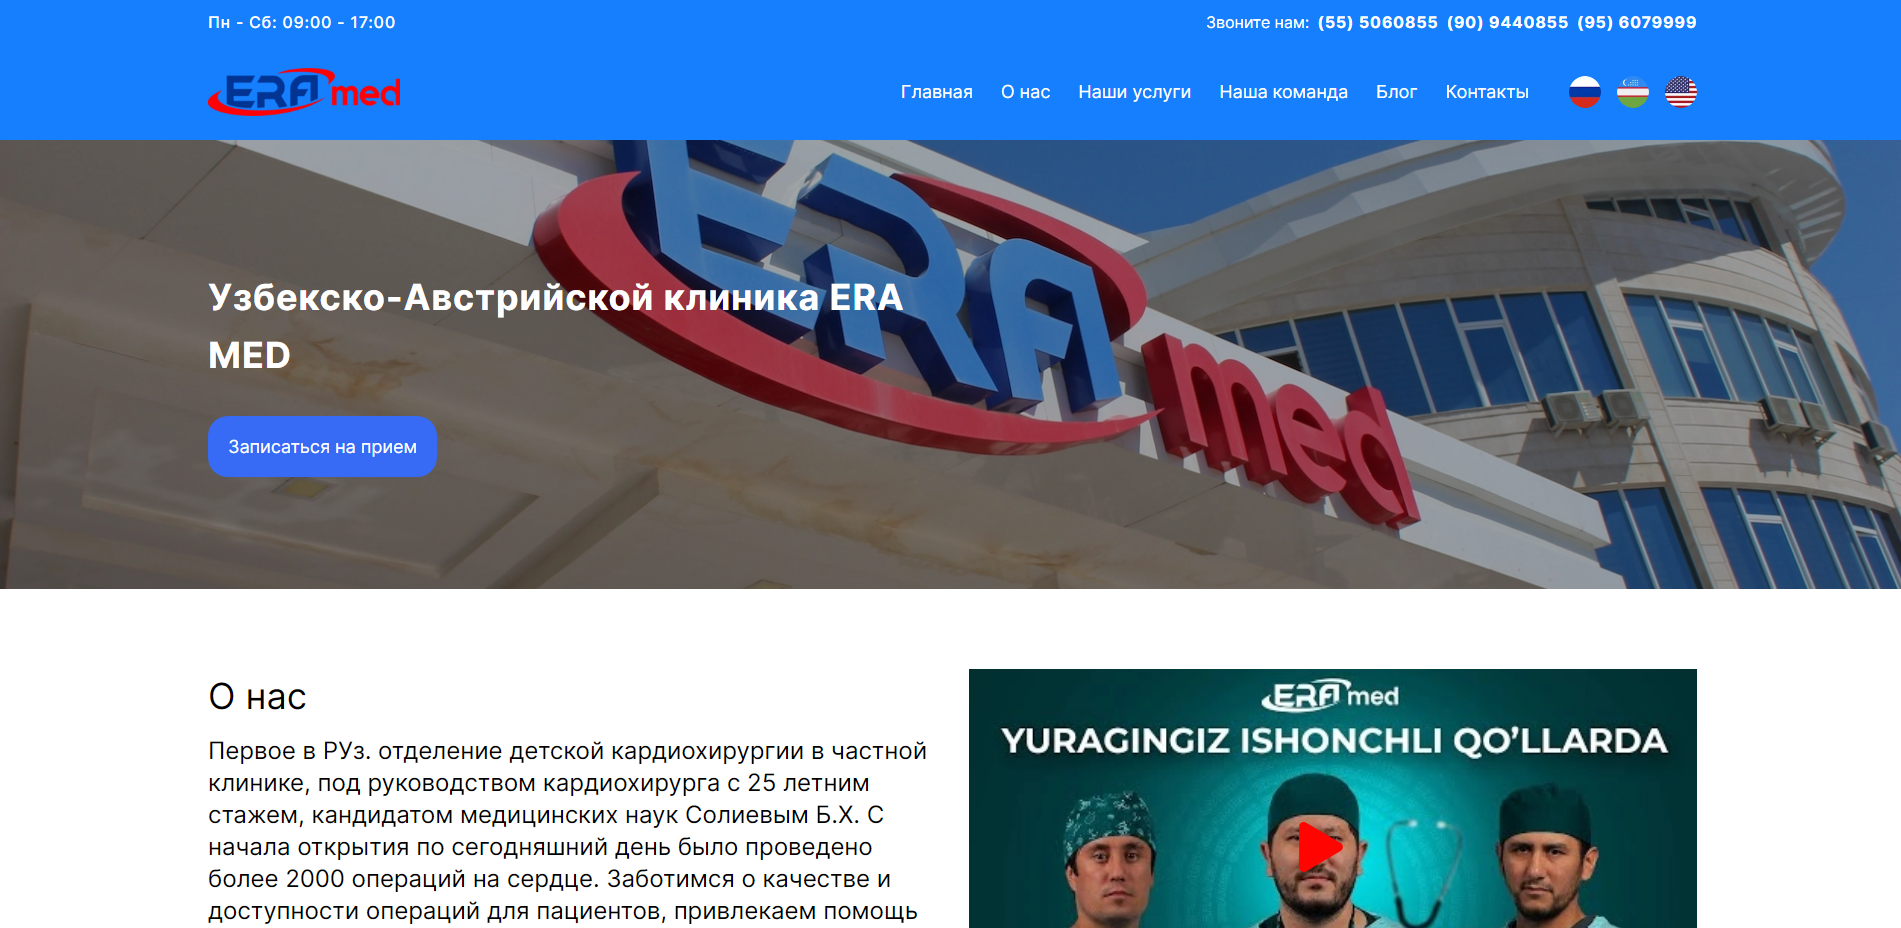 Пн - Сб: 09:00 - 17:00
Звоните нам: (55) 5060855 (90) 9440855 (95) 6079999
ERA med
Главная О нас Наши услуги Наша команда Блог Контакты
ERA med
Узбекско-Австрийской клиника ERA
MED
Записаться на прием
О нас
Первое в РУз. отделение детской кардиохирургии в частной
клинике, под руководством кардиохирурга с 25 летним
стажем, кандидатом медицинских наук Солиевым Б.Х. С
начала открытия по сегодняшний день было проведено
более 2000 операций на сердце. Заботимся о качестве и
доступности операций для пациентов, привлекаем помощь
ERA med
YURAGINGIZ ISHONCHLI QO’LLARDA